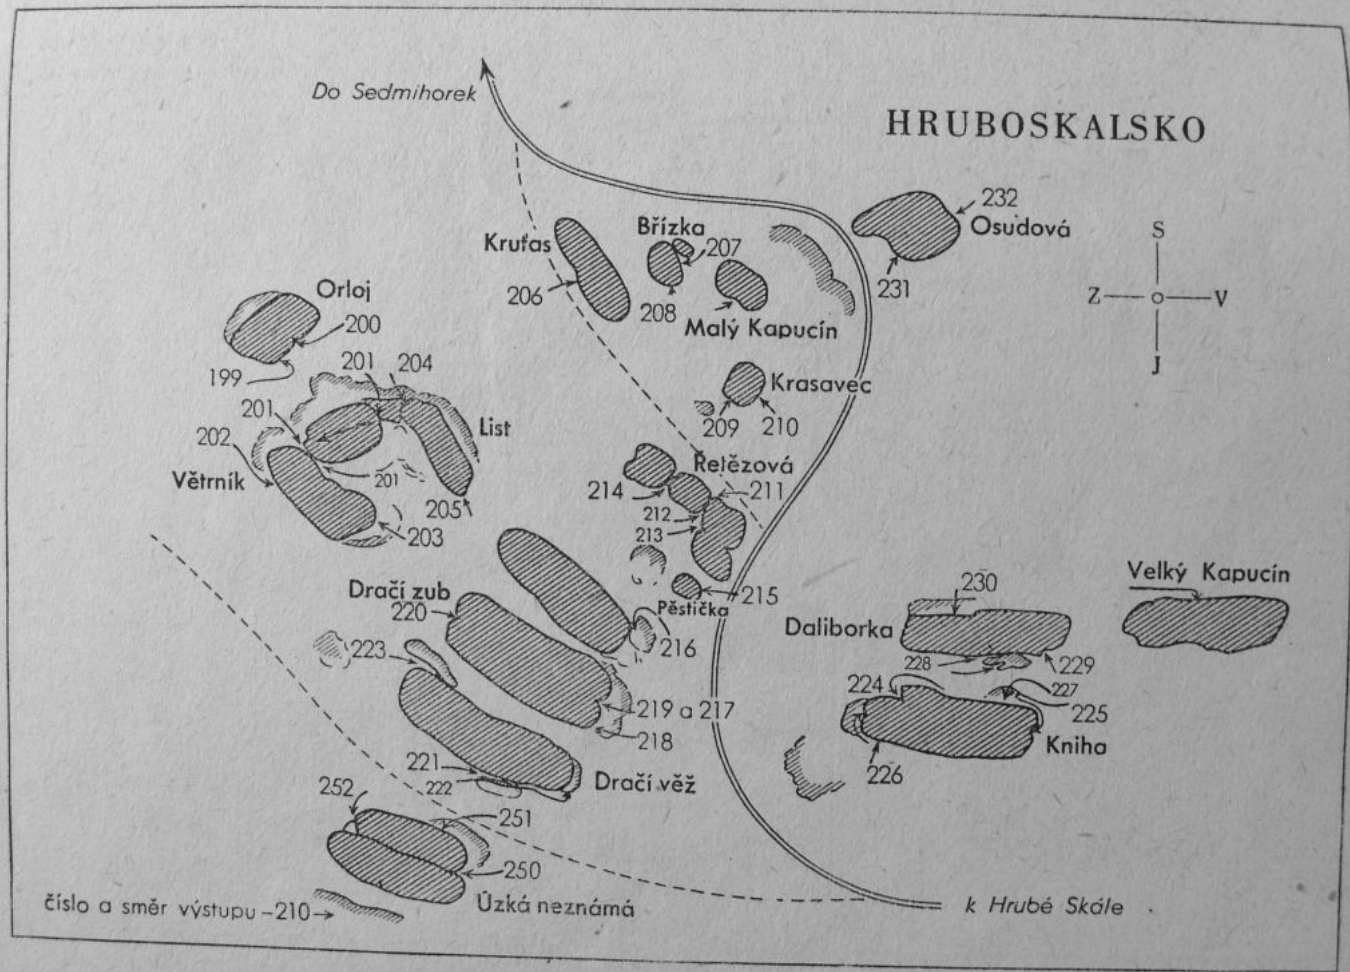 Do Sedmihorek
HRUBOSKALSKO
232
Osudová
231
S
Z V
J
Břízka
207
Kruťas
206
208
Malý Kapucín
Orloj
200
199
201 204
Krasavec
209 210
201
202
List
Větrník
201
205
203
Řetězová
214
211
212
213
215
Pěstička
Dračí zub
220
216
223
219 a 217
218
221
222
Dračí věž
230
Velký Kapucín
Daliborka
228
229
224
227
225
Kniha
226
252
251
250
Úzká neznámá
číslo a směr výstupu –210
k Hrubé Skále